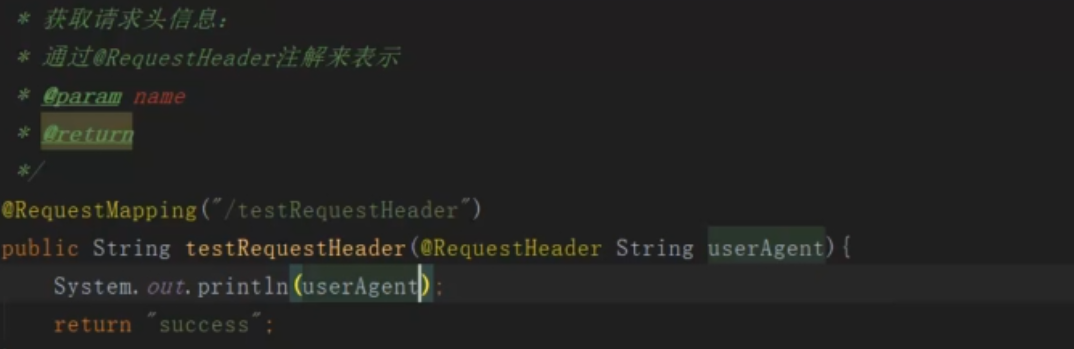 * 获取请求头信息:
* 通过@RequestHeader注解来表示
* @param name
* @return
*/
@RequestMapping("/testRequestHeader")
public String testRequestHeader(@RequestHeader String userAgent){
System.out.println(userAgent);
return "success";